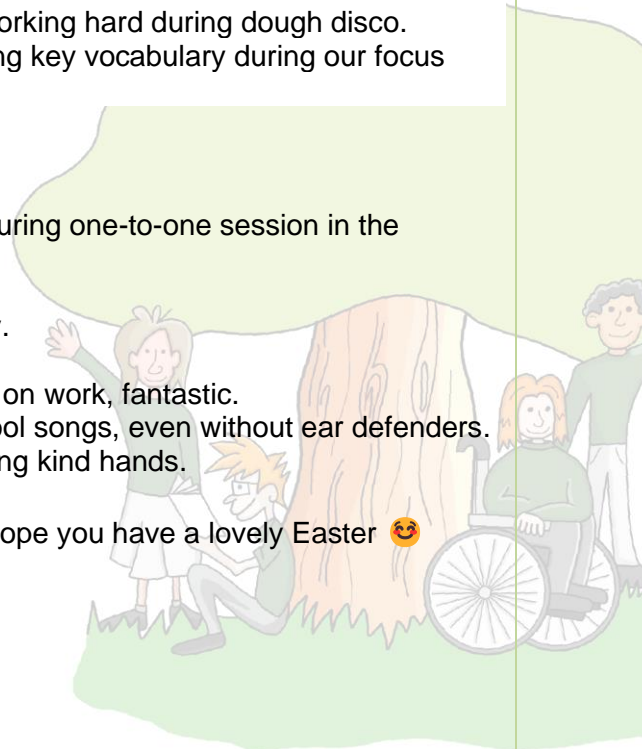 orking hard during dough disco.
ng key vocabulary during our focus
uring one-to-one session in the
.
on work, fantastic.
ol songs, even without ear defenders.
ng kind hands.
ope you have a lovely Easter 😊